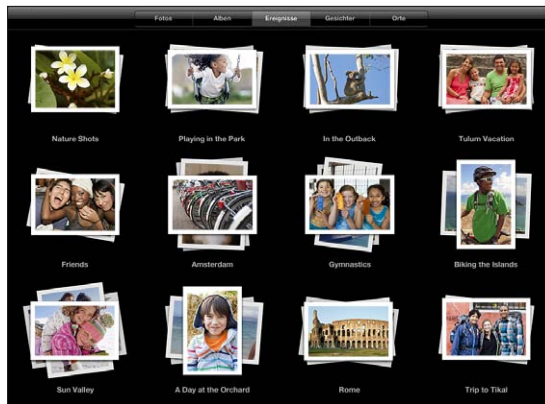 Fotos Alben Ereignisse Gesichter Orte
Nature Shots Playing in the Park In the Outback Tulum Vacation
Friends Amsterdam Gymnastics Biking the Islands
Sun Valley A Day at the Orchard Rome Trip to Tikal